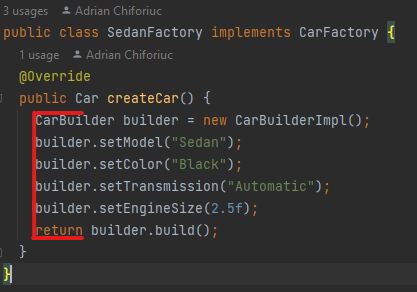 3 usages Adrian Chiforiuc
public class SedanFactory implements CarFactory {
1 usage Adrian Chiforiuc
@Override
public Car createCar() {
CarBuilder builder = new CarBuilderImpl();
builder.setModel("Sedan");
builder.setColor("Black");
builder.setTransmission("Automatic");
builder.setEngineSize(2.5f);
return builder.build();
}
}